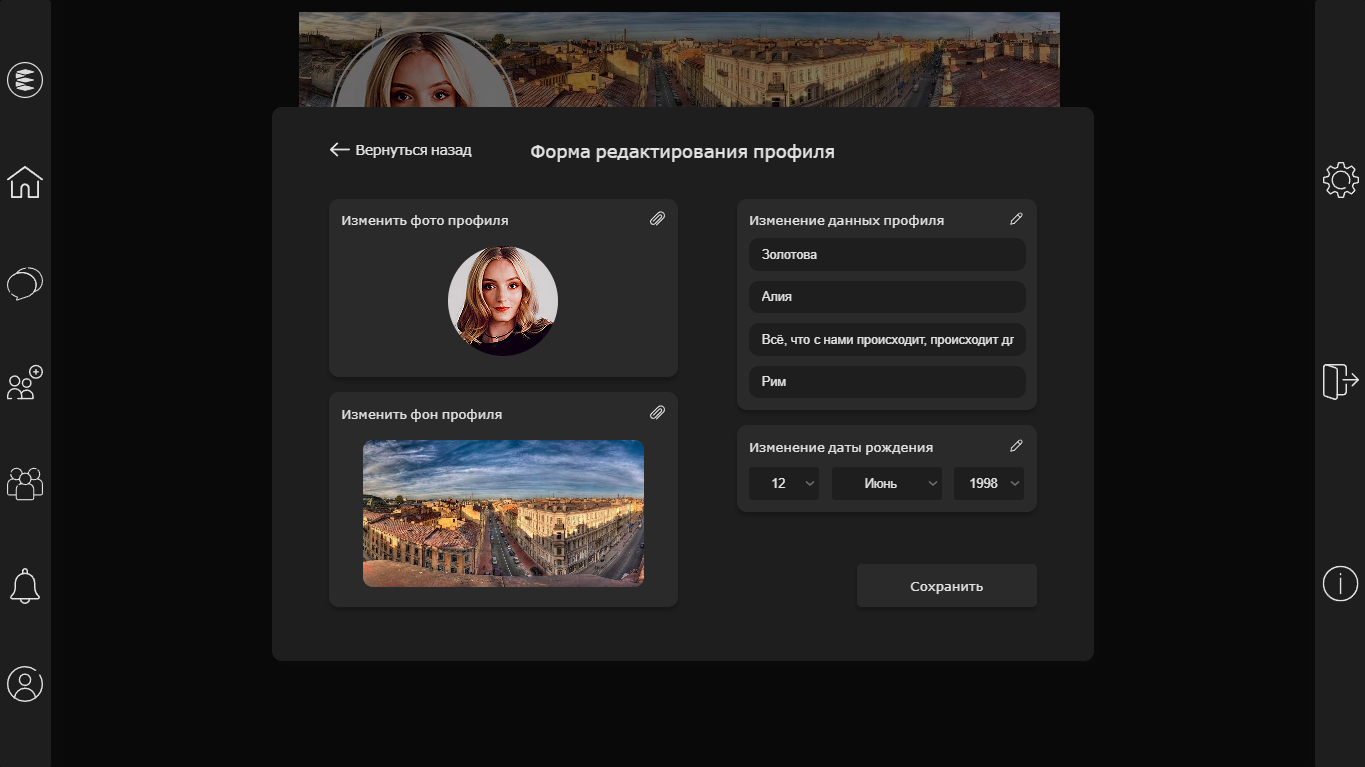 Вернуться назад
Форма редактирования профиля
Изменить фото профиля
Изменить фон профиля
Изменение данных профиля
Золотова
Алия
Всё, что с нами происходит, происходит дл
Рим
Изменение даты рождения
12 Июнь 1998
Сохранить